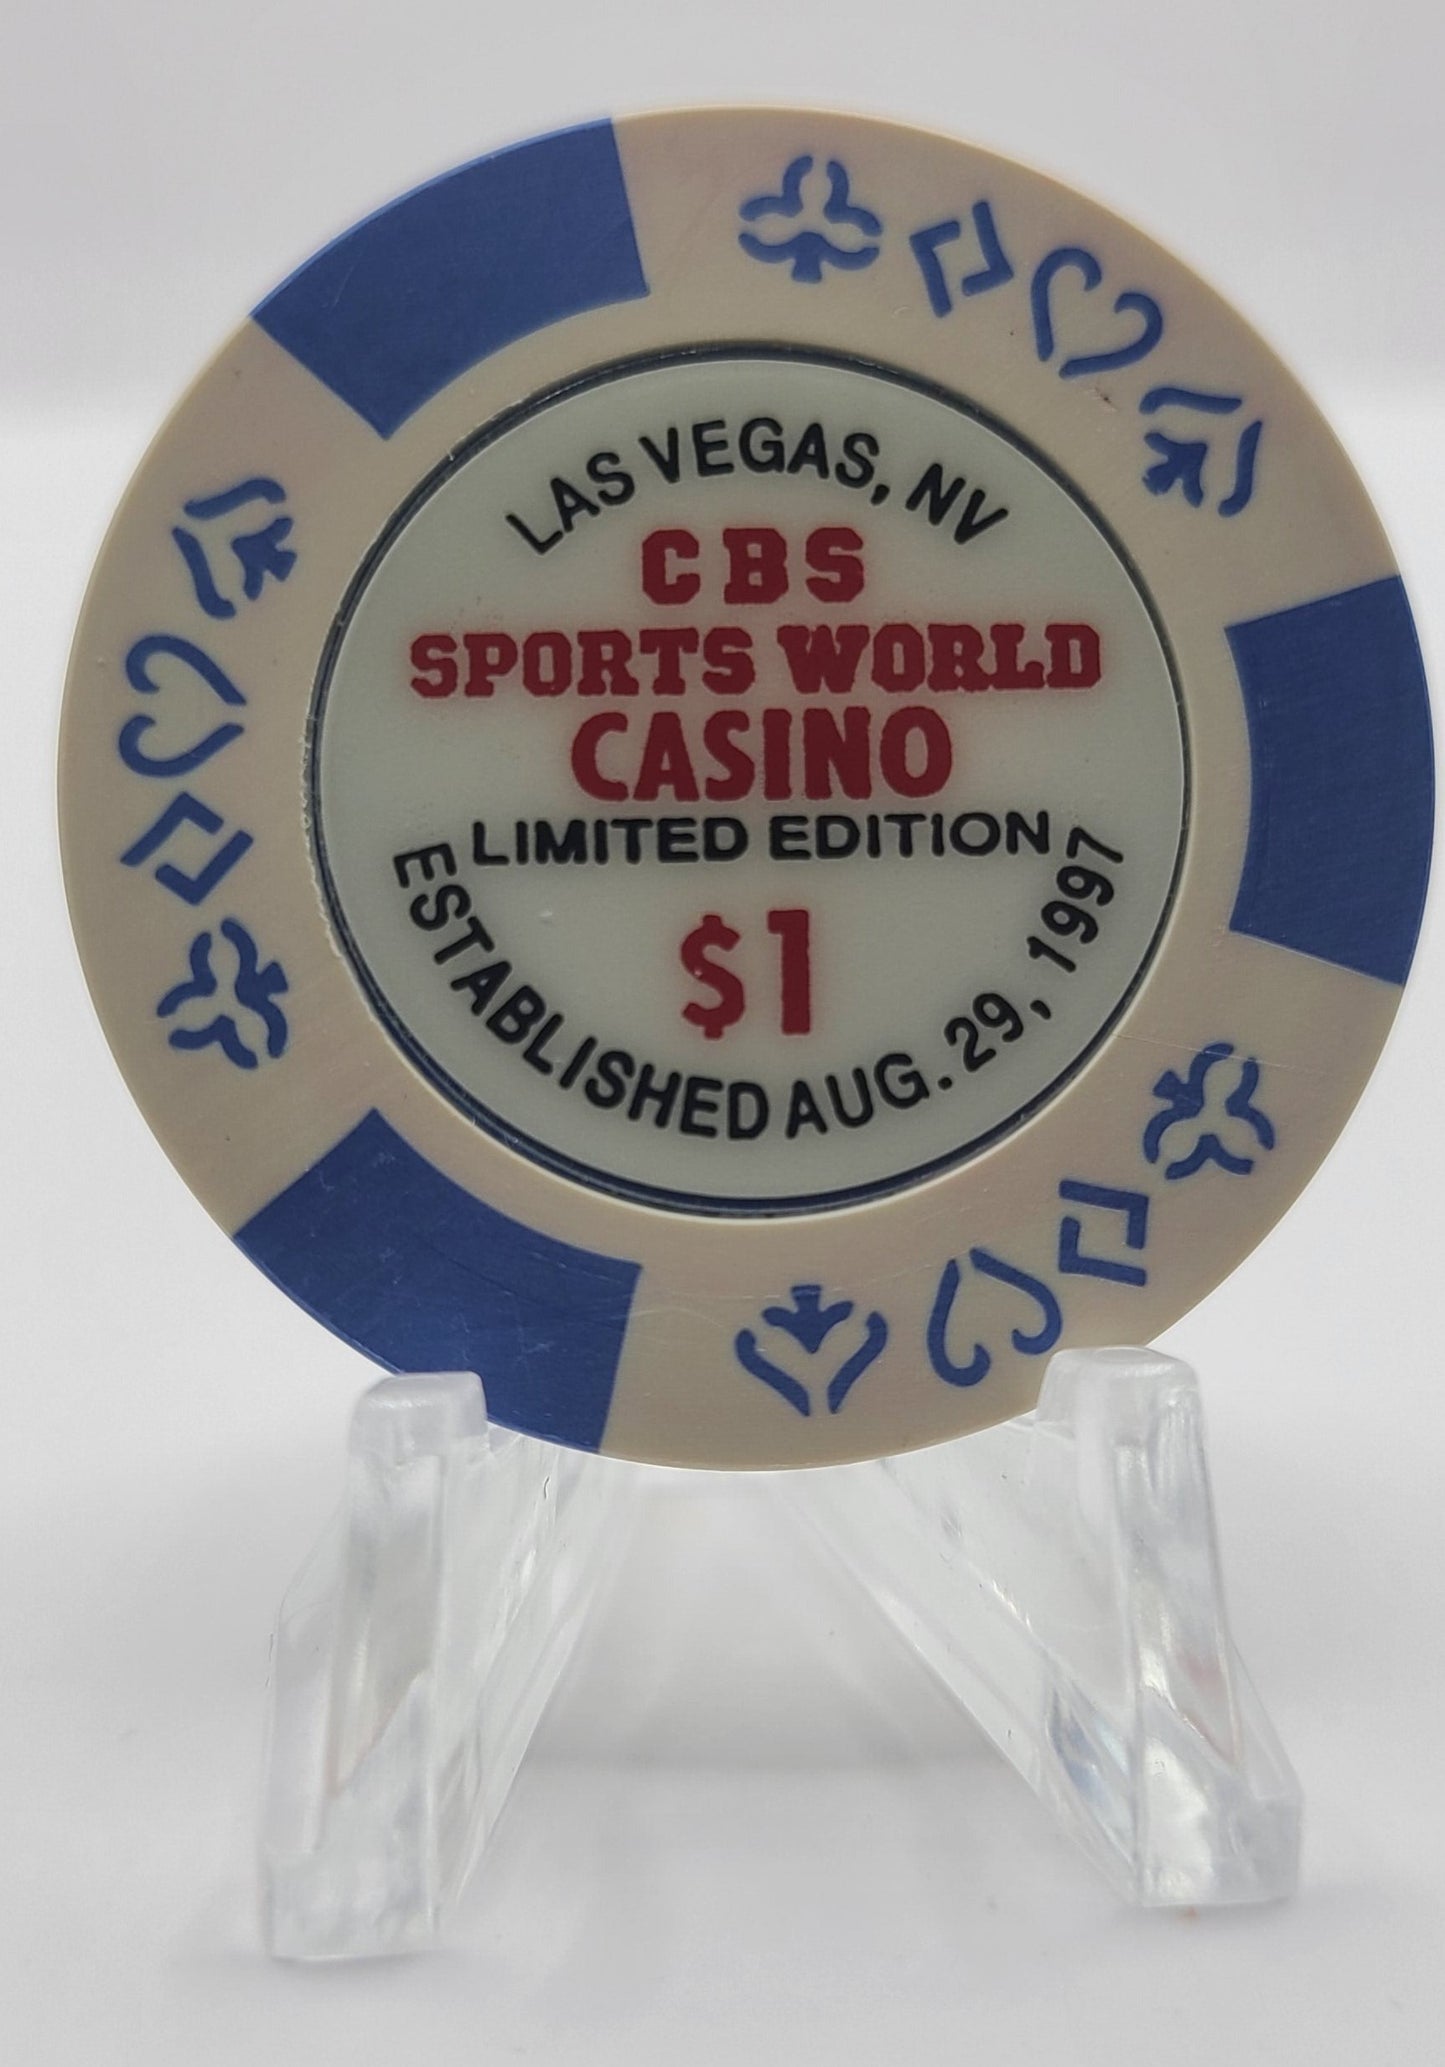 LAS VEGAS, NV
CBS
SPORTS WORLD
CASINO
LIMITED EDITION
$1
ESTABLISHED AUG. 29, 1997